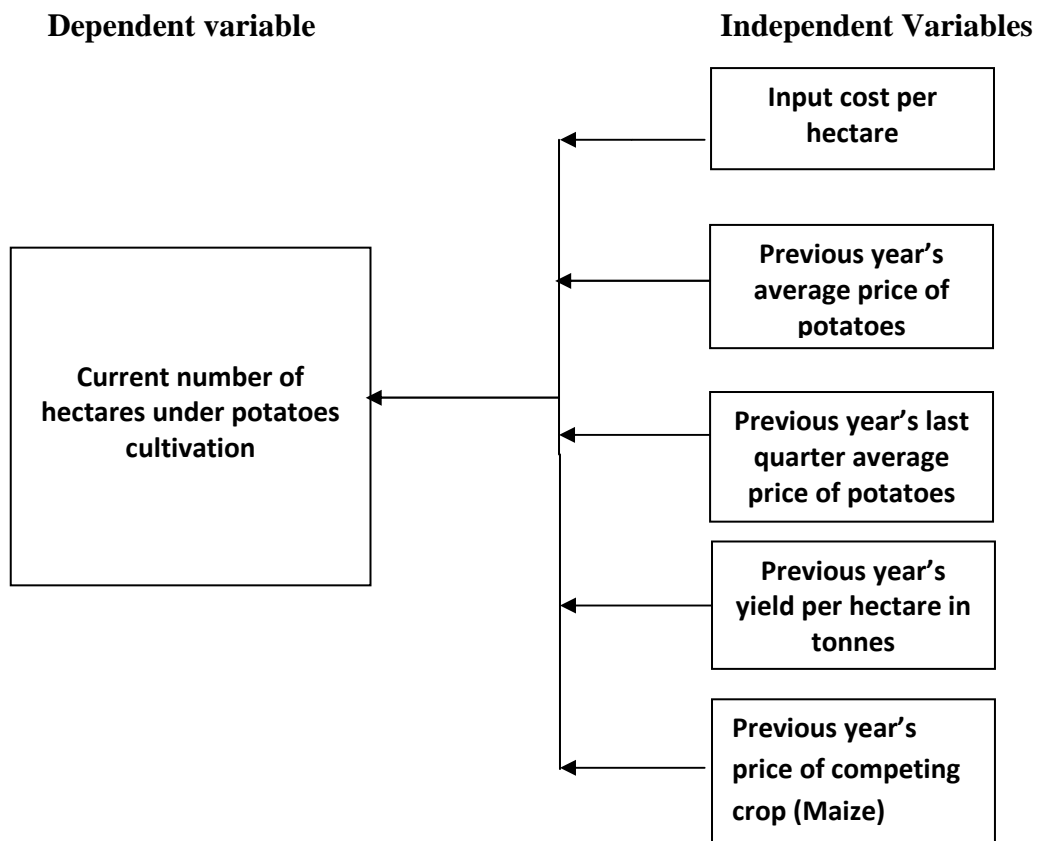 Dependent variable
Independent Variables
Input cost per
hectare
Previous year’s
average price of
potatoes
Current number of
hectares under potatoes
cultivation
Previous year’s last
quarter average
price of potatoes
Previous year’s
yield per hectare in
tonnes
Previous year’s
price of competing
crop (Maize)